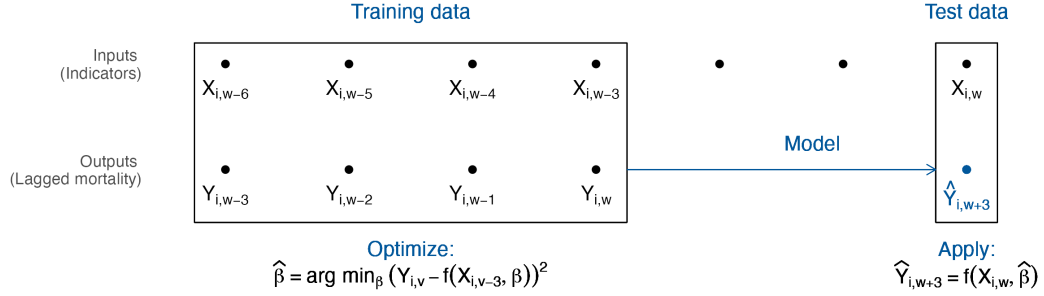 Training data
Test data
Inputs
(Indicators)
X_{i,w−6} X_{i,w−5} X_{i,w−4} X_{i,w−3} X_{i,w}
Model
Outputs
(Lagged mortality)
Y_{i,w−3} Y_{i,w−2} Y_{i,w−1} Y_{i,w} Ŷ_{i,w+3}
Optimize:
β̂ = arg min_β (Y_{i,v} − f(X_{i,v−3}, β))²
Apply:
Ŷ_{i,w+3} = f(X_{i,w}, β̂)